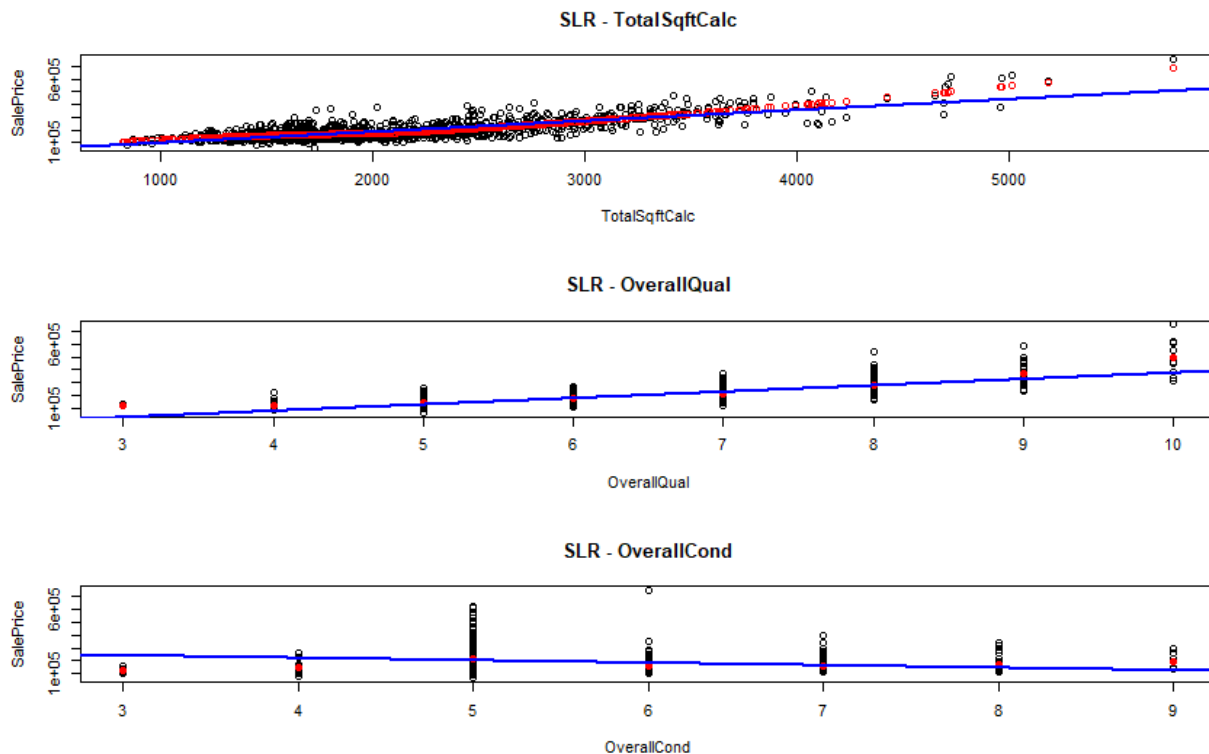 SLR - TotalSqftCalc
SalePrice
1e+05 6e+05
1000 2000 3000 4000 5000
TotalSqftCalc
SLR - OverallQual
SalePrice
1e+05 6e+05
3 4 5 6 7 8 9 10
OverallQual
SLR - OverallCond
SalePrice
1e+05 6e+05
3 4 5 6 7 8 9
OverallCond